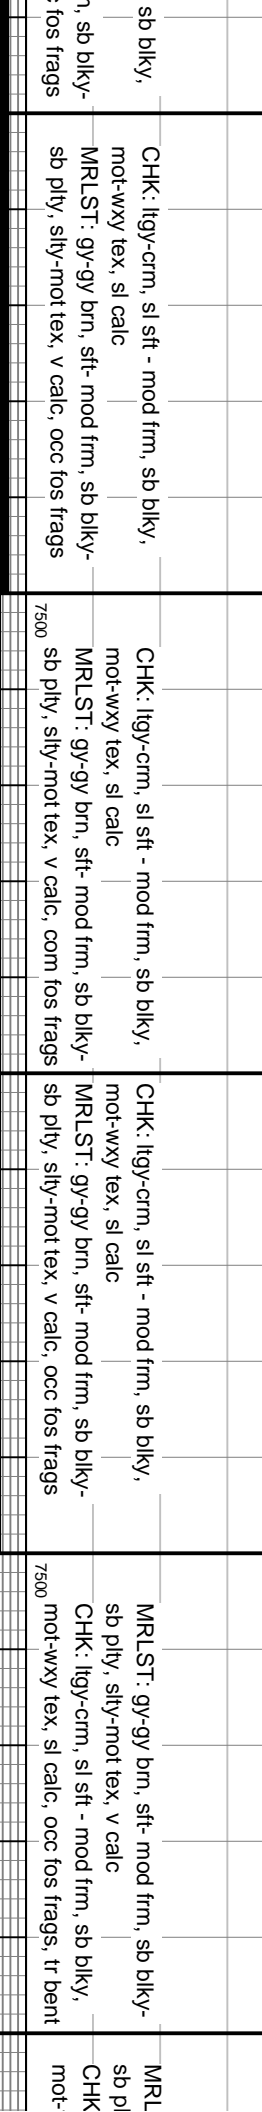 sb blky,
n, sb blky-
c fos frags
CHK: ltgy-crm, sl sft - mod frm, sb blky,
mot-wxy tex, sl calc
MRLST: gy-gy brn, sft- mod frm, sb blky-
sb plty, slty-mot tex, v calc, occ fos frags
CHK: ltgy-crm, sl sft - mod frm, sb blky,
mot-wxy tex, sl calc
MRLST: gy-gy brn, sft- mod frm, sb blky-
sb plty, slty-mot tex, v calc, com fos frags
7500
CHK: ltgy-crm, sl sft - mod frm, sb blky,
mot-wxy tex, sl calc
MRLST: gy-gy brn, sft- mod frm, sb blky-
sb plty, slty-mot tex, v calc, occ fos frags
MRLST: gy-gy brn, sft- mod frm, sb blky-
sb plty, slty-mot tex, v calc
CHK: ltgy-crm, sl sft - mod frm, sb blky,
mot-wxy tex, sl calc, occ fos frags, tr bent
7500
MRL
sb pl
CHK
mot-